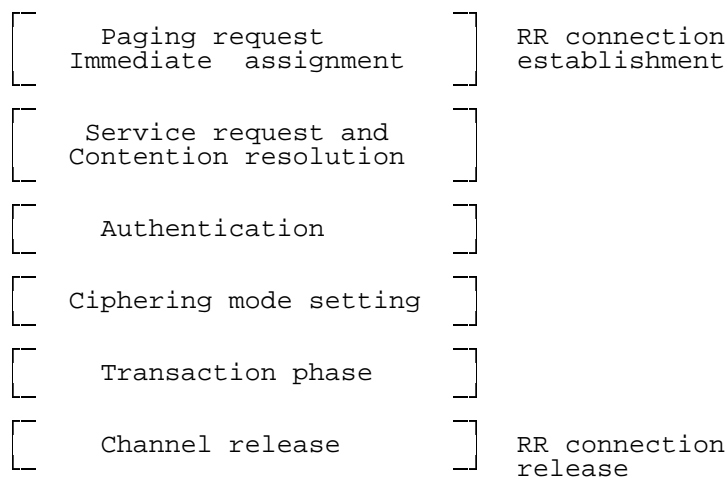 Paging request RR connection
Immediate assignment establishment
Service request and
Contention resolution
Authentication
Ciphering mode setting
Transaction phase
Channel release RR connection
release